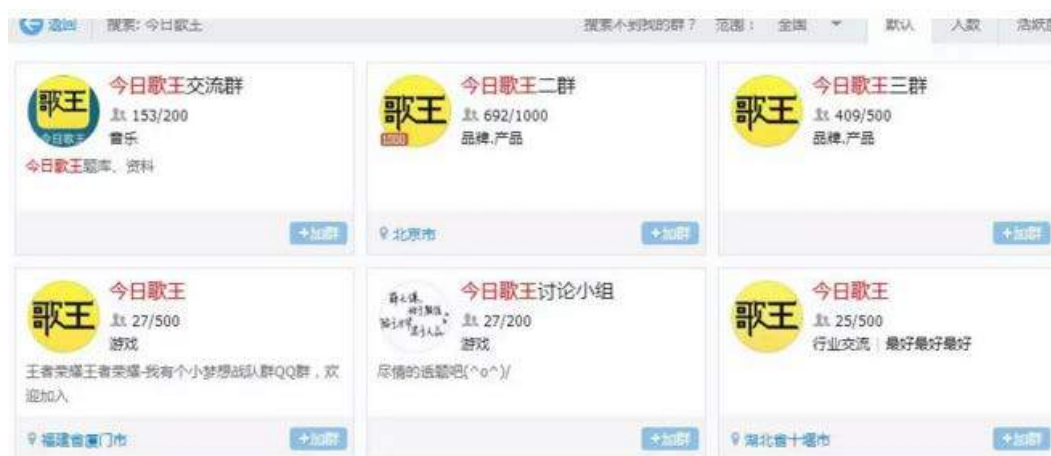 返回 搜索: 今日歌王 搜索不到我的群? 范围: 全国 默认 人数 活跃度
歌王
今日歌王
今日歌王交流群
153/200
音乐
今日歌王题库、资料
+加群
歌王
1000
今日歌王二群
692/1000
品牌.产品
北京市
+加群
歌王
今日歌王三群
409/500
品牌.产品
+加群
歌王
今日歌王
27/500
游戏
王者荣耀王者荣耀-我有个小梦想战队群QQ群，欢
迎加入
福建省厦门市
+加群
今日歌王讨论小组
27/200
游戏
尽情的话题吧(^o^)/
+加群
歌王
今日歌王
25/500
行业交流 | 最好最好最好
湖北省十堰市
+加群